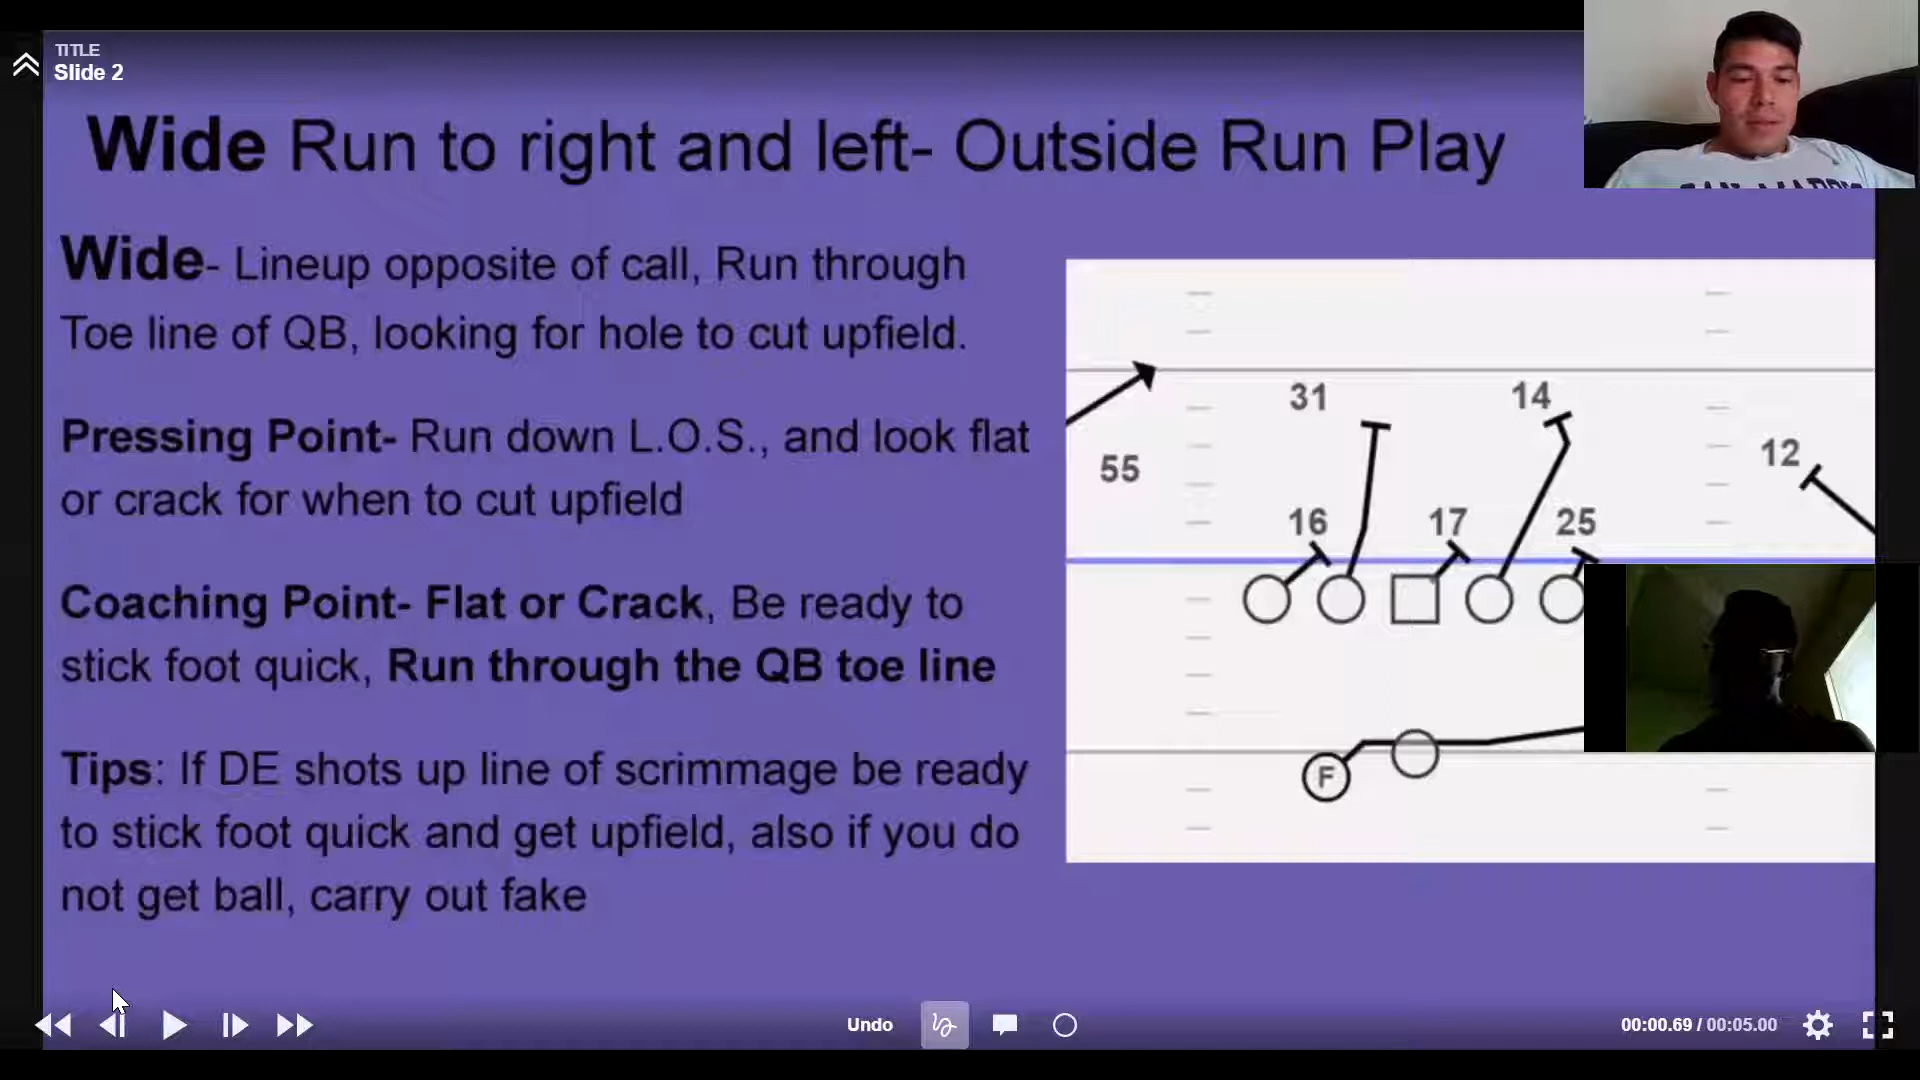 TITLE
Slide 2
Wide Run to right and left- Outside Run Play
Wide- Lineup opposite of call, Run through
Toe line of QB, looking for hole to cut upfield.
Pressing Point- Run down L.O.S., and look flat
or crack for when to cut upfield
Coaching Point- Flat or Crack, Be ready to
stick foot quick, Run through the QB toe line
Tips: If DE shots up line of scrimmage be ready
to stick foot quick and get upfield, also if you do
not get ball, carry out fake
31
14
55
12
16
17
25
F
Undo
00:00.69 / 00:05.00